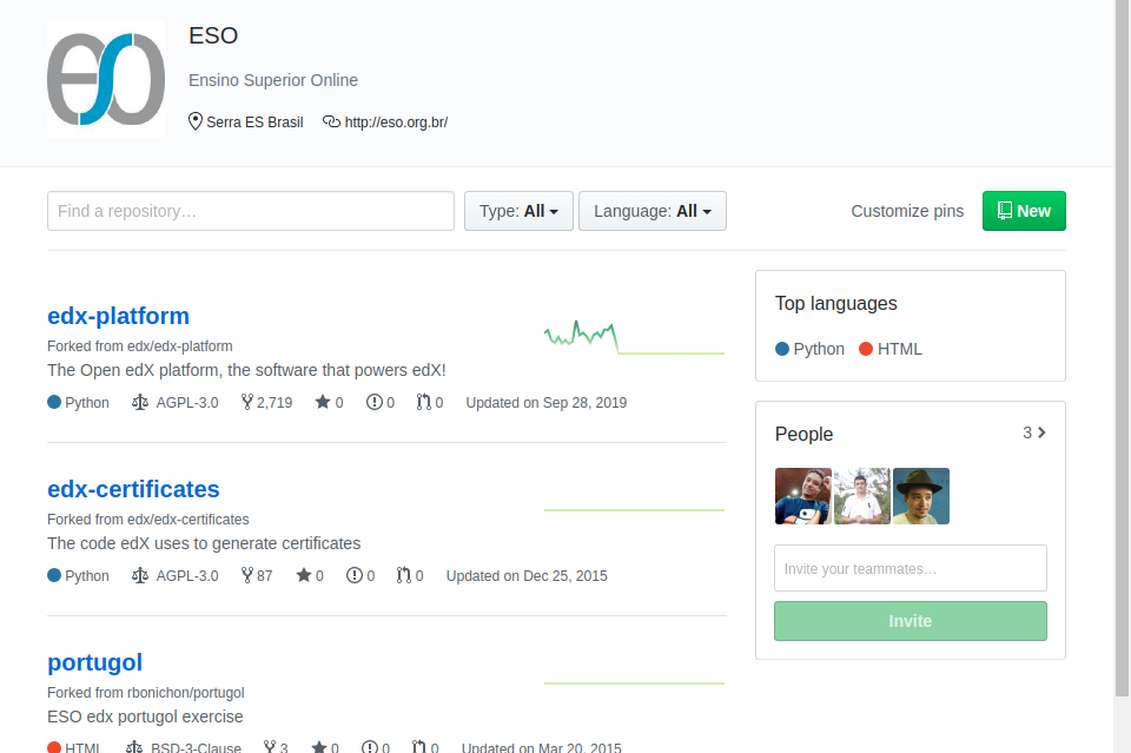 ESO
Ensino Superior Online
Serra ES Brasil http://eso.org.br/
Find a repository… Type: All Language: All Customize pins New
edx-platform
Forked from edx/edx-platform
The Open edX platform, the software that powers edX!
Python AGPL-3.0 2,719 0 0 0 Updated on Sep 28, 2019
edx-certificates
Forked from edx/edx-certificates
The code edX uses to generate certificates
Python AGPL-3.0 87 0 0 0 Updated on Dec 25, 2015
portugol
Forked from rbonichon/portugol
ESO edx portugol exercise
HTML BSD-3-Clause 3 0 0 0 Updated on Mar 20, 2015
Top languages
Python HTML
People 3
Invite your teammates…
Invite